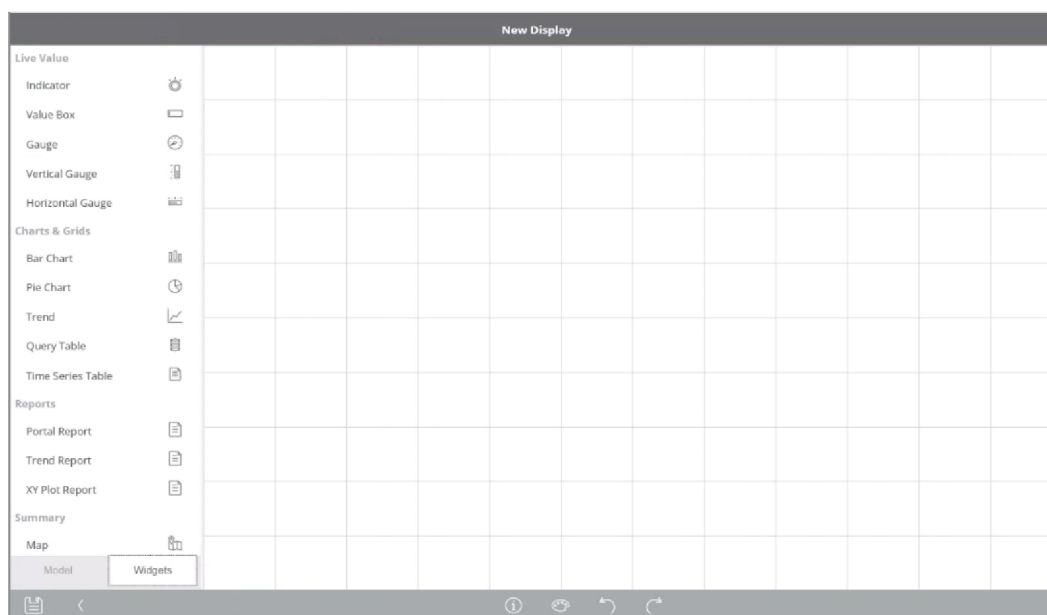 New Display
Live Value
Indicator
Value Box
Gauge
Vertical Gauge
Horizontal Gauge
Charts & Grids
Bar Chart
Pie Chart
Trend
Query Table
Time Series Table
Reports
Portal Report
Trend Report
XY Plot Report
Summary
Map
Model Widgets